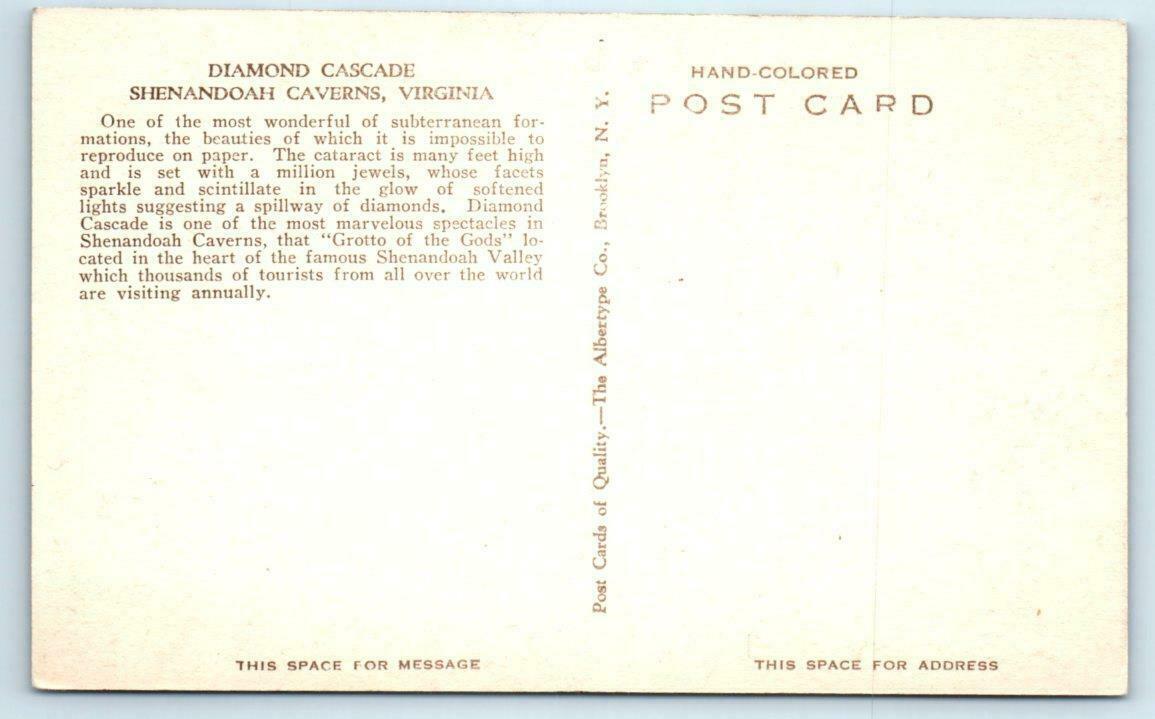 DIAMOND CASCADE
SHENANDOAH CAVERNS, VIRGINIA
One of the most wonderful of subterranean for-
mations, the beauties of which it is impossible to
reproduce on paper. The cataract is many feet high
and is set with a million jewels, whose facets
sparkle and scintillate in the glow of softened
lights suggesting a spillway of diamonds. Diamond
Cascade is one of the most marvelous spectacles in
Shenandoah Caverns, that "Grotto of the Gods" lo-
cated in the heart of the famous Shenandoah Valley
which thousands of tourists from all over the world
are visiting annually.
THIS SPACE FOR MESSAGE
Post Cards of Quality.—The Albertype Co., Brooklyn, N. Y.
HAND-COLORED
POST CARD
THIS SPACE FOR ADDRESS